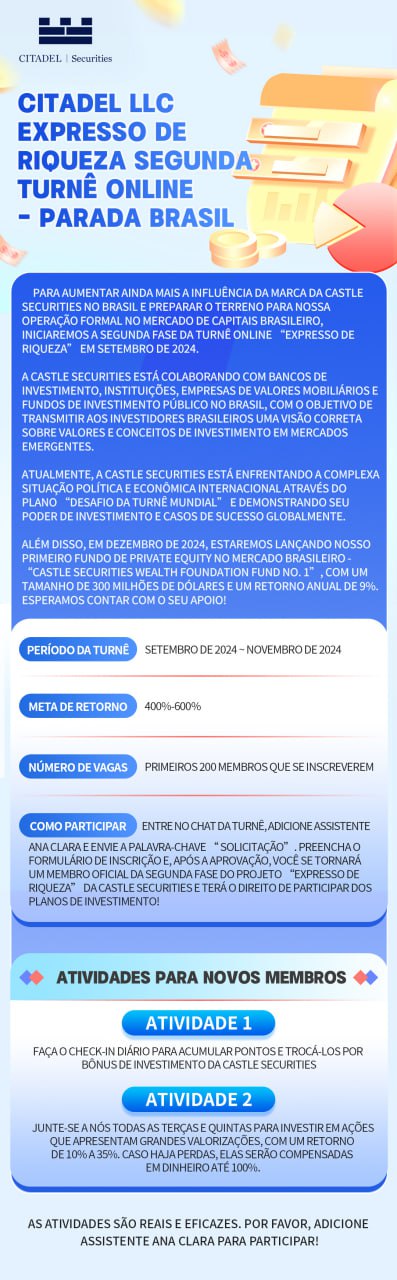 CITADEL | Securities
CITADEL LLC
EXPRESSO DE
RIQUEZA SEGUNDA
TURNÊ ONLINE
- PARADA BRASIL
PARA AUMENTAR AINDA MAIS A INFLUÊNCIA DA MARCA DA CASTLE
SECURITIES NO BRASIL E PREPARAR O TERRENO PARA NOSSA
OPERAÇÃO FORMAL NO MERCADO DE CAPITAIS BRASILEIRO,
INICIAREMOS A SEGUNDA FASE DA TURNÊ ONLINE “EXPRESSO DE
RIQUEZA” EM SETEMBRO DE 2024.
A CASTLE SECURITIES ESTÁ COLABORANDO COM BANCOS DE
INVESTIMENTO, INSTITUIÇÕES, EMPRESAS DE VALORES MOBILIÁRIOS E
FUNDOS DE INVESTIMENTO PÚBLICO NO BRASIL, COM O OBJETIVO DE
TRANSMITIR AOS INVESTIDORES BRASILEIROS UMA VISÃO CORRETA
SOBRE VALORES E CONCEITOS DE INVESTIMENTO EM MERCADOS
EMERGENTES.
ATUALMENTE, A CASTLE SECURITIES ESTÁ ENFRENTANDO A COMPLEXA
SITUAÇÃO POLÍTICA E ECONÔMICA INTERNACIONAL ATRAVÉS DO
PLANO “DESAFIO DA TURNÊ MUNDIAL” E DEMONSTRANDO SEU
PODER DE INVESTIMENTO E CASOS DE SUCESSO GLOBALMENTE.
ALÉM DISSO, EM DEZEMBRO DE 2024, ESTAREMOS LANÇANDO NOSSO
PRIMEIRO FUNDO DE PRIVATE EQUITY NO MERCADO BRASILEIRO -
“CASTLE SECURITIES WEALTH FOUNDATION FUND NO. 1”, COM UM
TAMANHO DE 300 MILHÕES DE DÓLARES E UM RETORNO ANUAL DE 9%.
ESPERAMOS CONTAR COM O SEU APOIO!
PERÍODO DA TURNÊ SETEMBRO DE 2024 ~ NOVEMBRO DE 2024
META DE RETORNO 400%-600%
NÚMERO DE VAGAS PRIMEIROS 200 MEMBROS QUE SE INSCREVEREM
COMO PARTICIPAR ENTRE NO CHAT DA TURNÊ, ADICIONE ASSISTENTE
ANA CLARA E ENVIE A PALAVRA-CHAVE “ SOLICITAÇÃO”. PREENCHA O
FORMULÁRIO DE INSCRIÇÃO E, APÓS A APROVAÇÃO, VOCÊ SE TORNARÁ
UM MEMBRO OFICIAL DA SEGUNDA FASE DO PROJETO “EXPRESSO DE
RIQUEZA” DA CASTLE SECURITIES E TERÁ O DIREITO DE PARTICIPAR DOS
PLANOS DE INVESTIMENTO!
ATIVIDADES PARA NOVOS MEMBROS
ATIVIDADE 1
FAÇA O CHECK-IN DIÁRIO PARA ACUMULAR PONTOS E TROCÁ-LOS POR
BÔNUS DE INVESTIMENTO DA CASTLE SECURITIES
ATIVIDADE 2
JUNTE-SE A NÓS TODAS AS TERÇAS E QUINTAS PARA INVESTIR EM AÇÕES
QUE APRESENTAM GRANDES VALORIZAÇÕES, COM UM RETORNO
DE 10% A 35%. CASO HAJA PERDAS, ELAS SERÃO COMPENSADAS
EM DINHEIRO ATÉ 100%.
AS ATIVIDADES SÃO REAIS E EFICAZES. POR FAVOR, ADICIONE
ASSISTENTE ANA CLARA PARA PARTICIPAR!